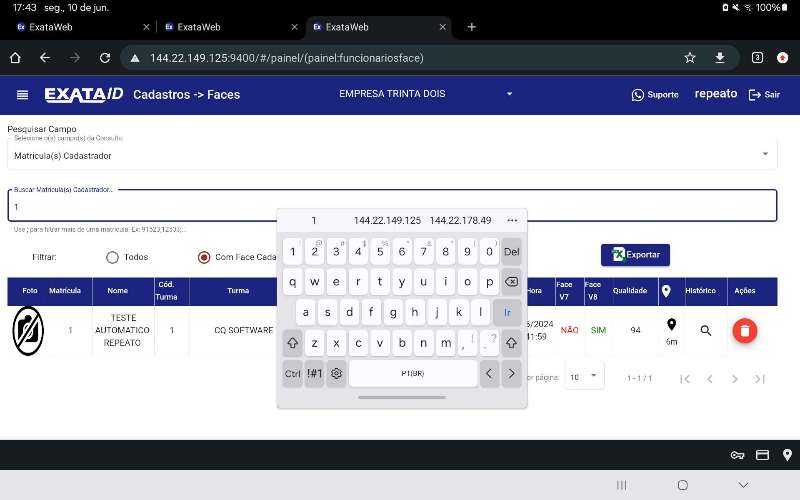 17:43 seg., 10 de jun. 100%
ExataWeb
ExataWeb
ExataWeb
144.22.149.125:9400/#/painel/(painel:funcionariosface)
3
EXATAID Cadastros -> Faces EMPRESA TRINTA DOIS Suporte repeato Sair
Pesquisar Campo
Selecione o(s) campo(s) da Consulta
Matricula(s) Cadastrador
Buscar Matricula(s) Cadastrador...
1
Use ; para filtrar mais de uma matricula. Ex: 91523;12532;...
1 144.22.149.125 144.22.178.49 ...
Filtrar: Todos Com Face Cada
Exportar
1 2 3 4 5 6 7 8 9 0 Del
q w e r t y u i o p
a s d f g h j k l Ir
z x c v b n m , .
Ctrl !#1 PT(BR)
Foto Matricula Nome Cód. Turma Turma Hora Face V7 Face V8 Qualidade Histórico Ações
1 TESTE AUTOMATICO REPEATO 1 CQ SOFTWARE /2024 41:59 NÃO SIM 94 6m
or página: 10 1 - 1 / 1